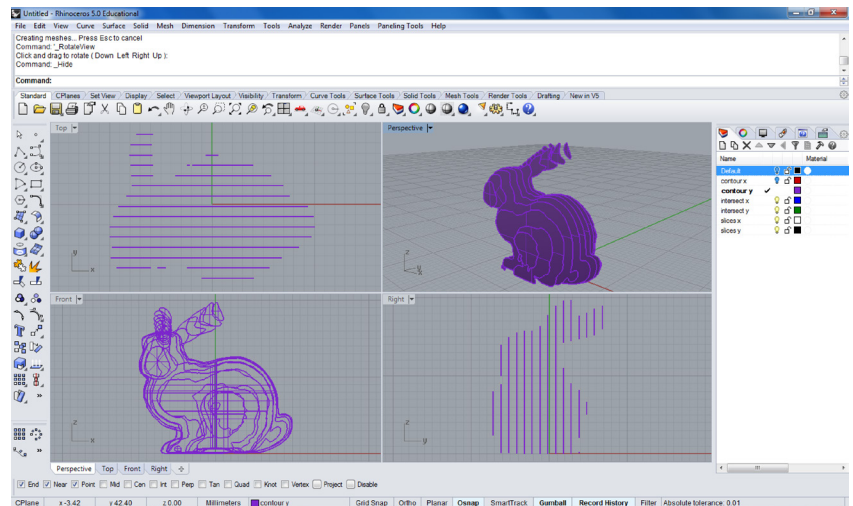 Untitled - Rhinoceros 5.0 Educational
File Edit View Curve Surface Solid Mesh Dimension Transform Tools Analyze Render Panels Paneling Tools Help
Creating meshes... Press Esc to cancel
Command: '_RotateView
Click and drag to rotate ( Down Left Right Up ):
Command: _Hide
Command:
Standard CPlanes Set View Display Select Viewport Layout Visibility Transform Curve Tools Surface Tools Solid Tools Mesh Tools Render Tools Drafting New in V5
Top Perspective
Name Material
Default
contour x
contour y
intersect x
intersect y
slices x
slices y
y x
z x y
Front Right
z x
z y
Perspective Top Front Right
End Near Point Mid Cen Int Perp Tan Quad Knot Vertex Project Disable
CPlane x -3.42 y 42.40 z 0.00 Millimeters contour y Grid Snap Ortho Planar Osnap SmartTrack Gumball Record History Filter Absolute tolerance: 0.01